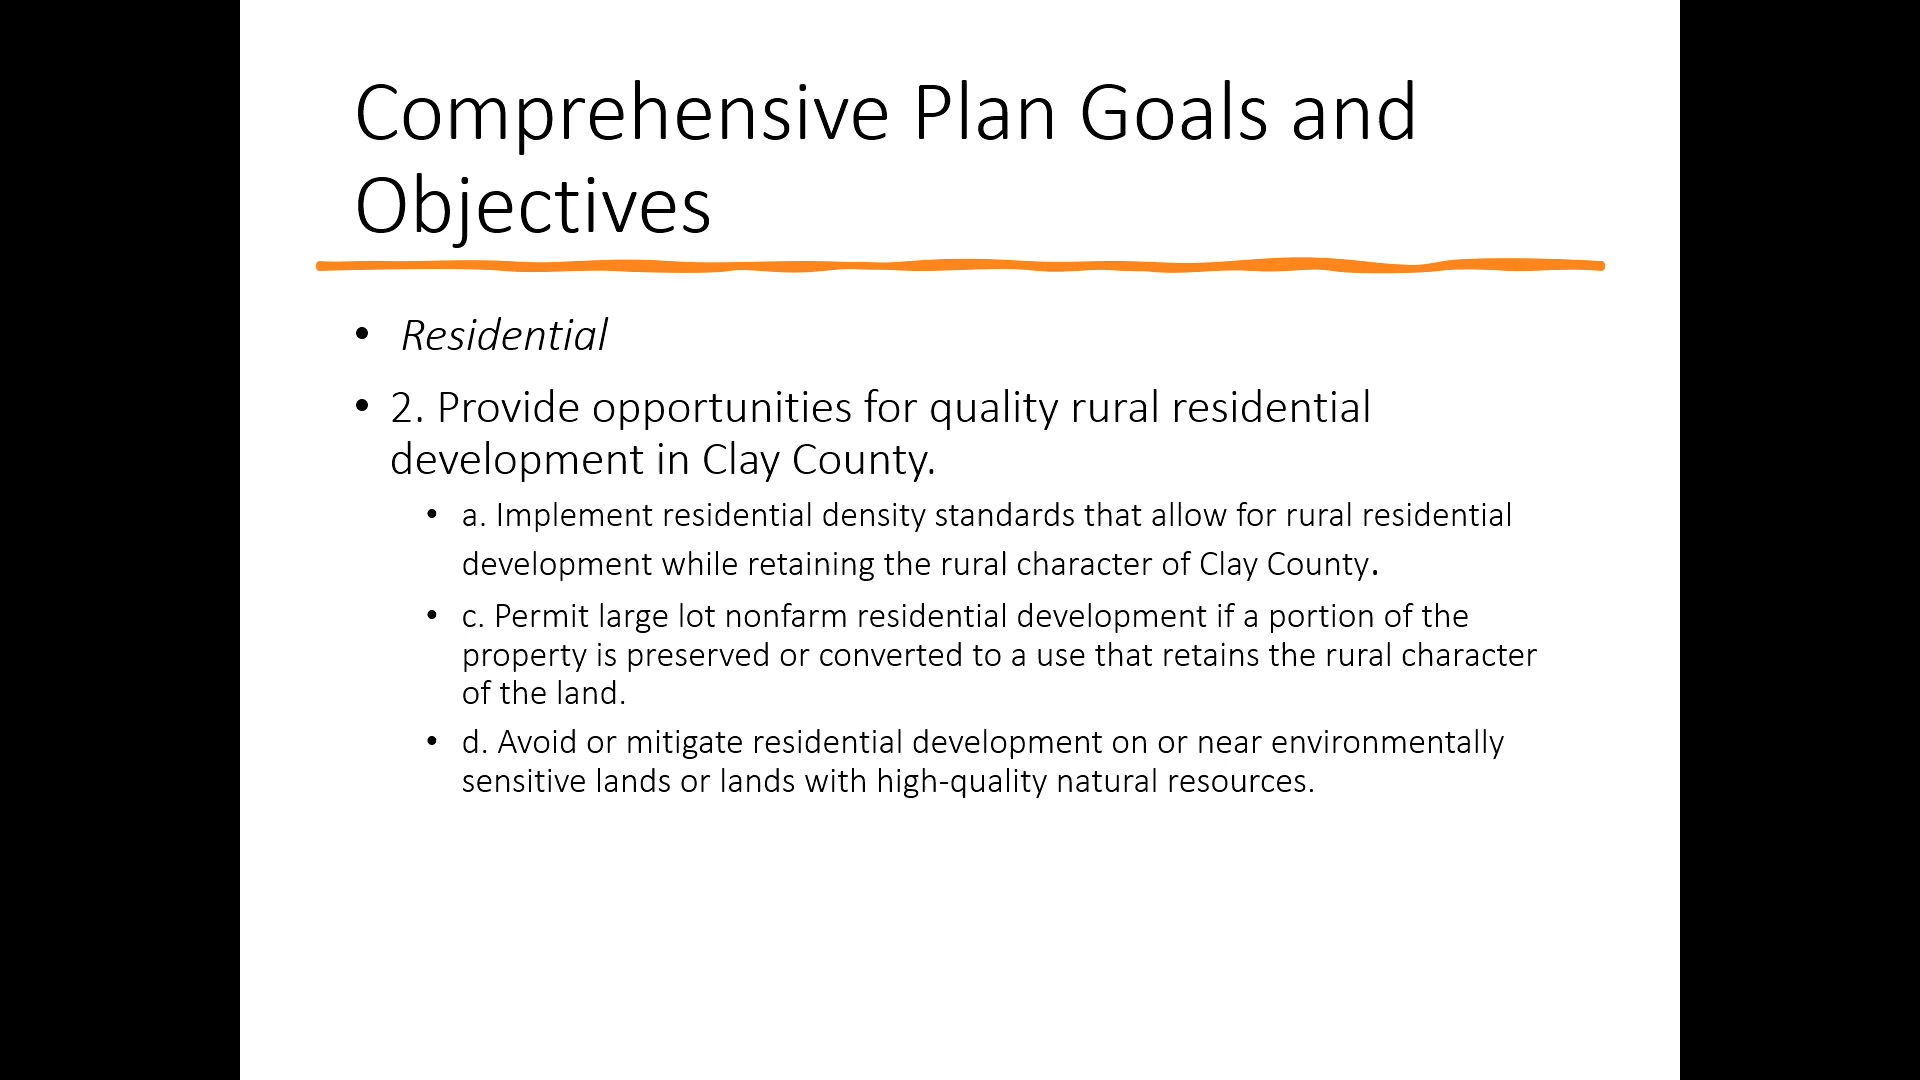 Comprehensive Plan Goals and
Objectives
• Residential
• 2. Provide opportunities for quality rural residential
development in Clay County.
• a. Implement residential density standards that allow for rural residential
development while retaining the rural character of Clay County.
• c. Permit large lot nonfarm residential development if a portion of the
property is preserved or converted to a use that retains the rural character
of the land.
• d. Avoid or mitigate residential development on or near environmentally
sensitive lands or lands with high-quality natural resources.